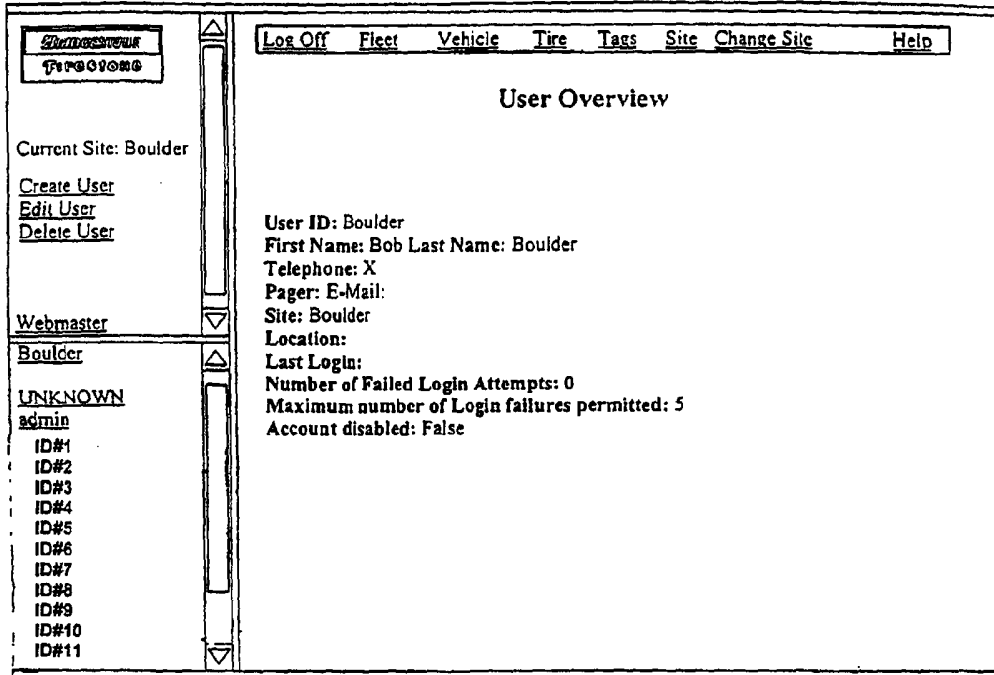 Bridgestone
Firestone
Current Site: Boulder
Create User
Edit User
Delete User
Webmaster
Boulder
UNKNOWN
admin
ID#1
ID#2
ID#3
ID#4
ID#5
ID#6
ID#7
ID#8
ID#9
ID#10
ID#11
Log Off Fleet Vehicle Tire Tags Site Change Site Help
User Overview
User ID: Boulder
First Name: Bob Last Name: Boulder
Telephone: X
Pager: E-Mail:
Site: Boulder
Location:
Last Login:
Number of Failed Login Attempts: 0
Maximum number of Login failures permitted: 5
Account disabled: False